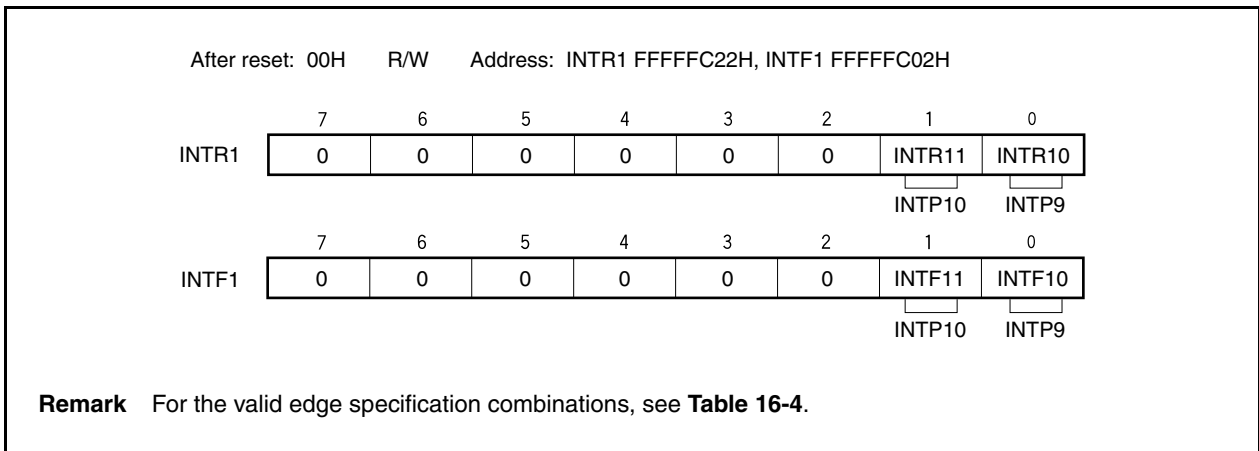 After reset: 00H R/W Address: INTR1 FFFFFC22H, INTF1 FFFFFC02H
7 6 5 4 3 2 1 0
INTR1 0 0 0 0 0 0 INTR11 INTR10
INTP10 INTP9
7 6 5 4 3 2 1 0
INTF1 0 0 0 0 0 0 INTF11 INTF10
INTP10 INTP9
Remark For the valid edge specification combinations, see Table 16-4.